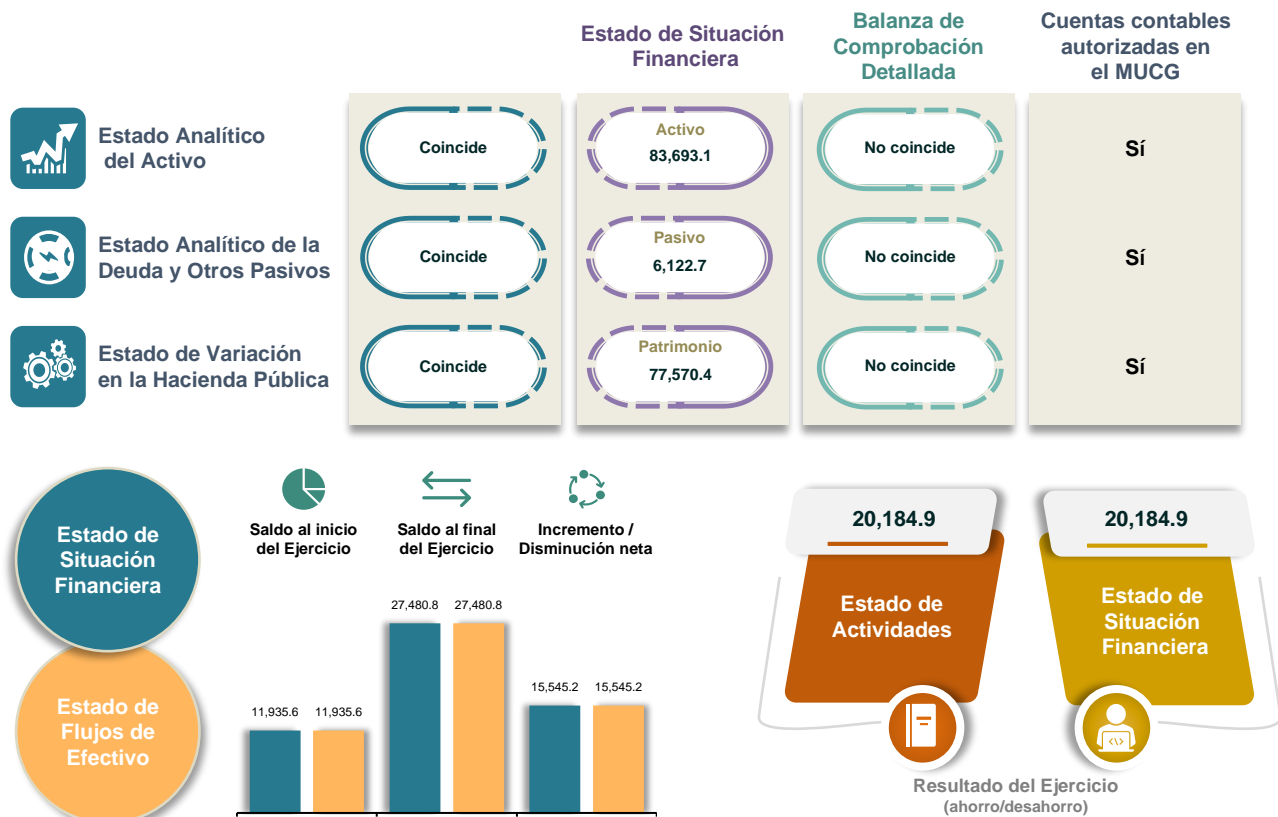 Estado de Situación
Financiera
Balanza de
Comprobación
Detallada
Cuentas contables
autorizadas en
el MUCG
Estado Analítico
del Activo
Coincide
Activo
83,693.1
No coincide
Sí
Estado Analítico de la
Deuda y Otros Pasivos
Coincide
Pasivo
6,122.7
No coincide
Sí
Estado de Variación
en la Hacienda Pública
Coincide
Patrimonio
77,570.4
No coincide
Sí
Estado de
Situación
Financiera
Estado de
Flujos de
Efectivo
Saldo al inicio
del Ejercicio
Saldo al final
del Ejercicio
Incremento /
Disminución neta
11,935.6
11,935.6
27,480.8
27,480.8
15,545.2
15,545.2
20,184.9
Estado de
Actividades
20,184.9
Estado de
Situación
Financiera
Resultado del Ejercicio
(ahorro/desahorro)